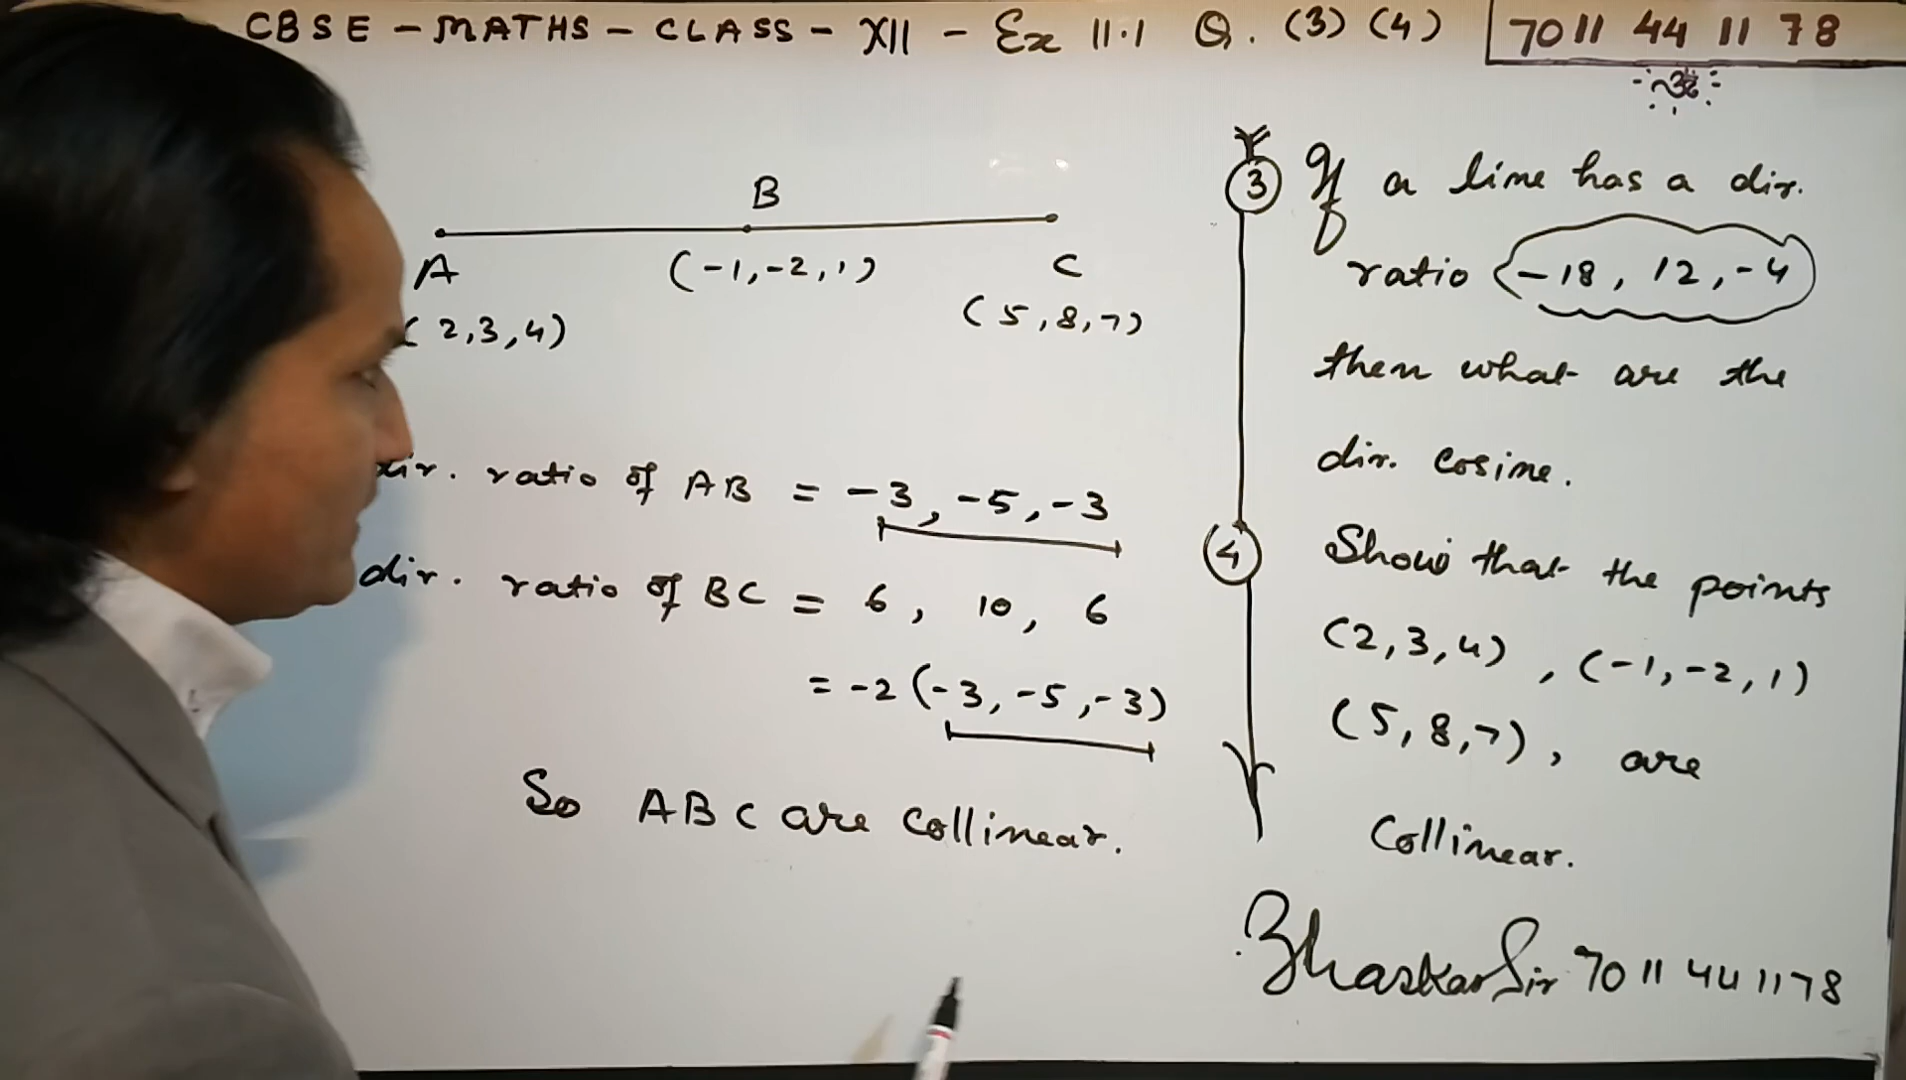 CBSE - MATHS - CLASS - XII - Ex 11.1 Q. (3) (4)
7011 44 11 78
B
A
(-1,-2,1)
C
(2,3,4)
(5,8,7)
dir. ratio of AB = -3, -5, -3
dir. ratio of BC = 6, 10, 6
= -2 (-3, -5, -3)
So ABC are collinear.
(3) If a line has a dir.
ratio -18, 12, -4
then what are the
dir. cosine.
(4) Show that the points
(2,3,4), (-1,-2,1)
(5,8,7), are
Collinear.
Bhaskar Sir 7011 44 1178